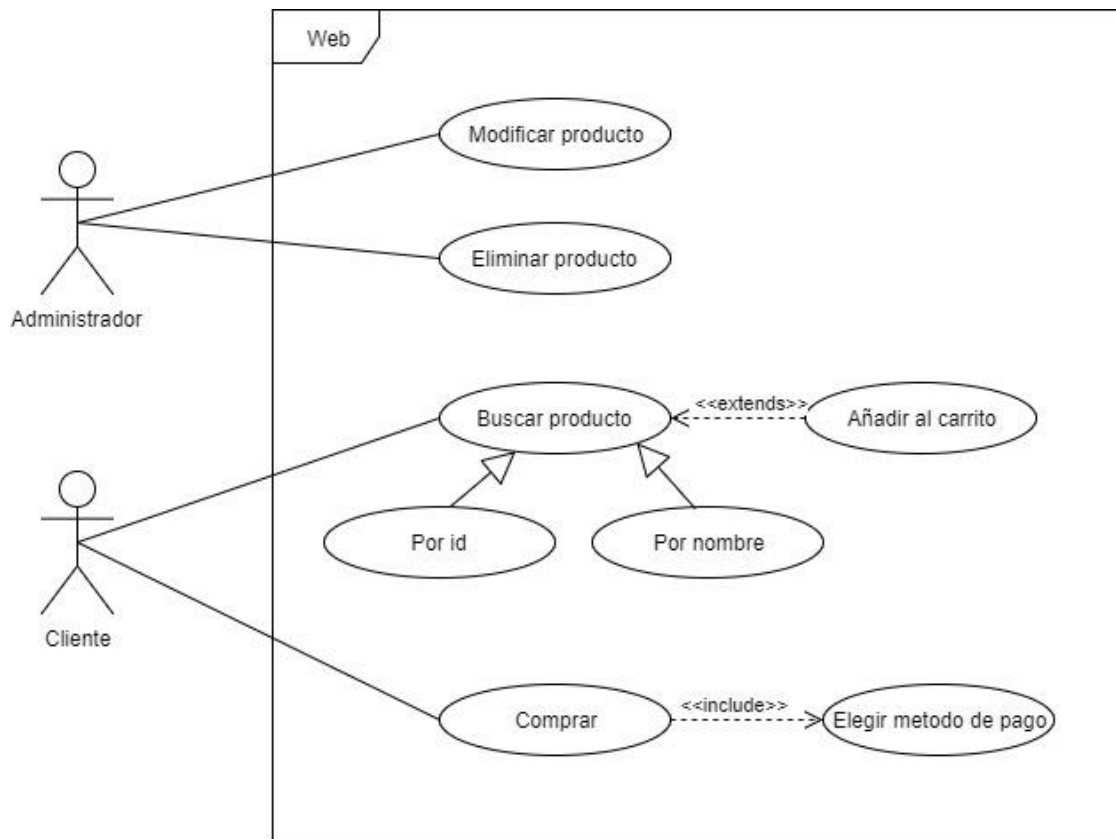 Web
Modificar producto
Eliminar producto
Administrador
Buscar producto
<<extends>>
Añadir al carrito
Por id
Por nombre
Cliente
Comprar
<<include>>
Elegir metodo de pago